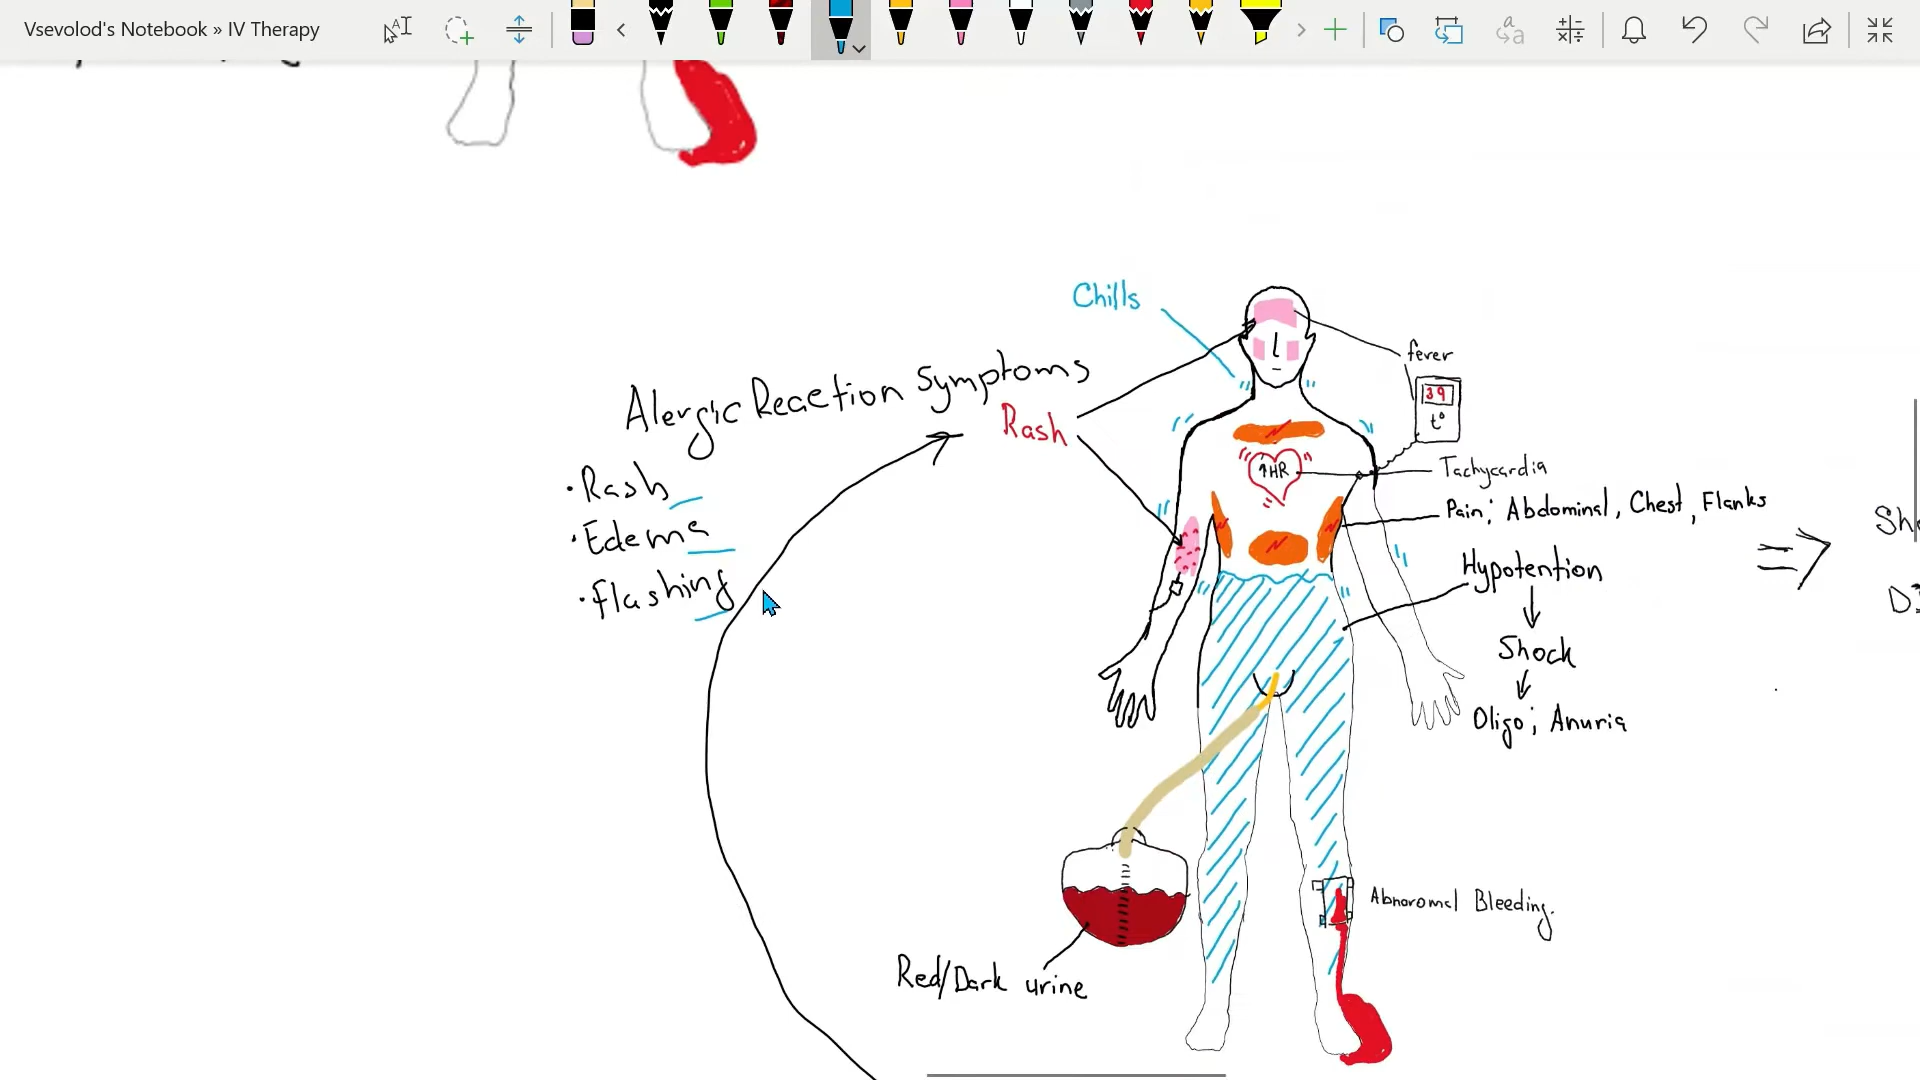 Vsevolod's Notebook » IV Therapy
Chills
fever
39
t°
Alergic Reaction Symptoms
Rash
↑HR
Tachycardia
• Rash
Pain; Abdominal, Chest, Flanks
• Edema
Hypotention
• flashing
Shock
Oligo; Anuria
Abnoromal Bleeding.
Red/Dark urine